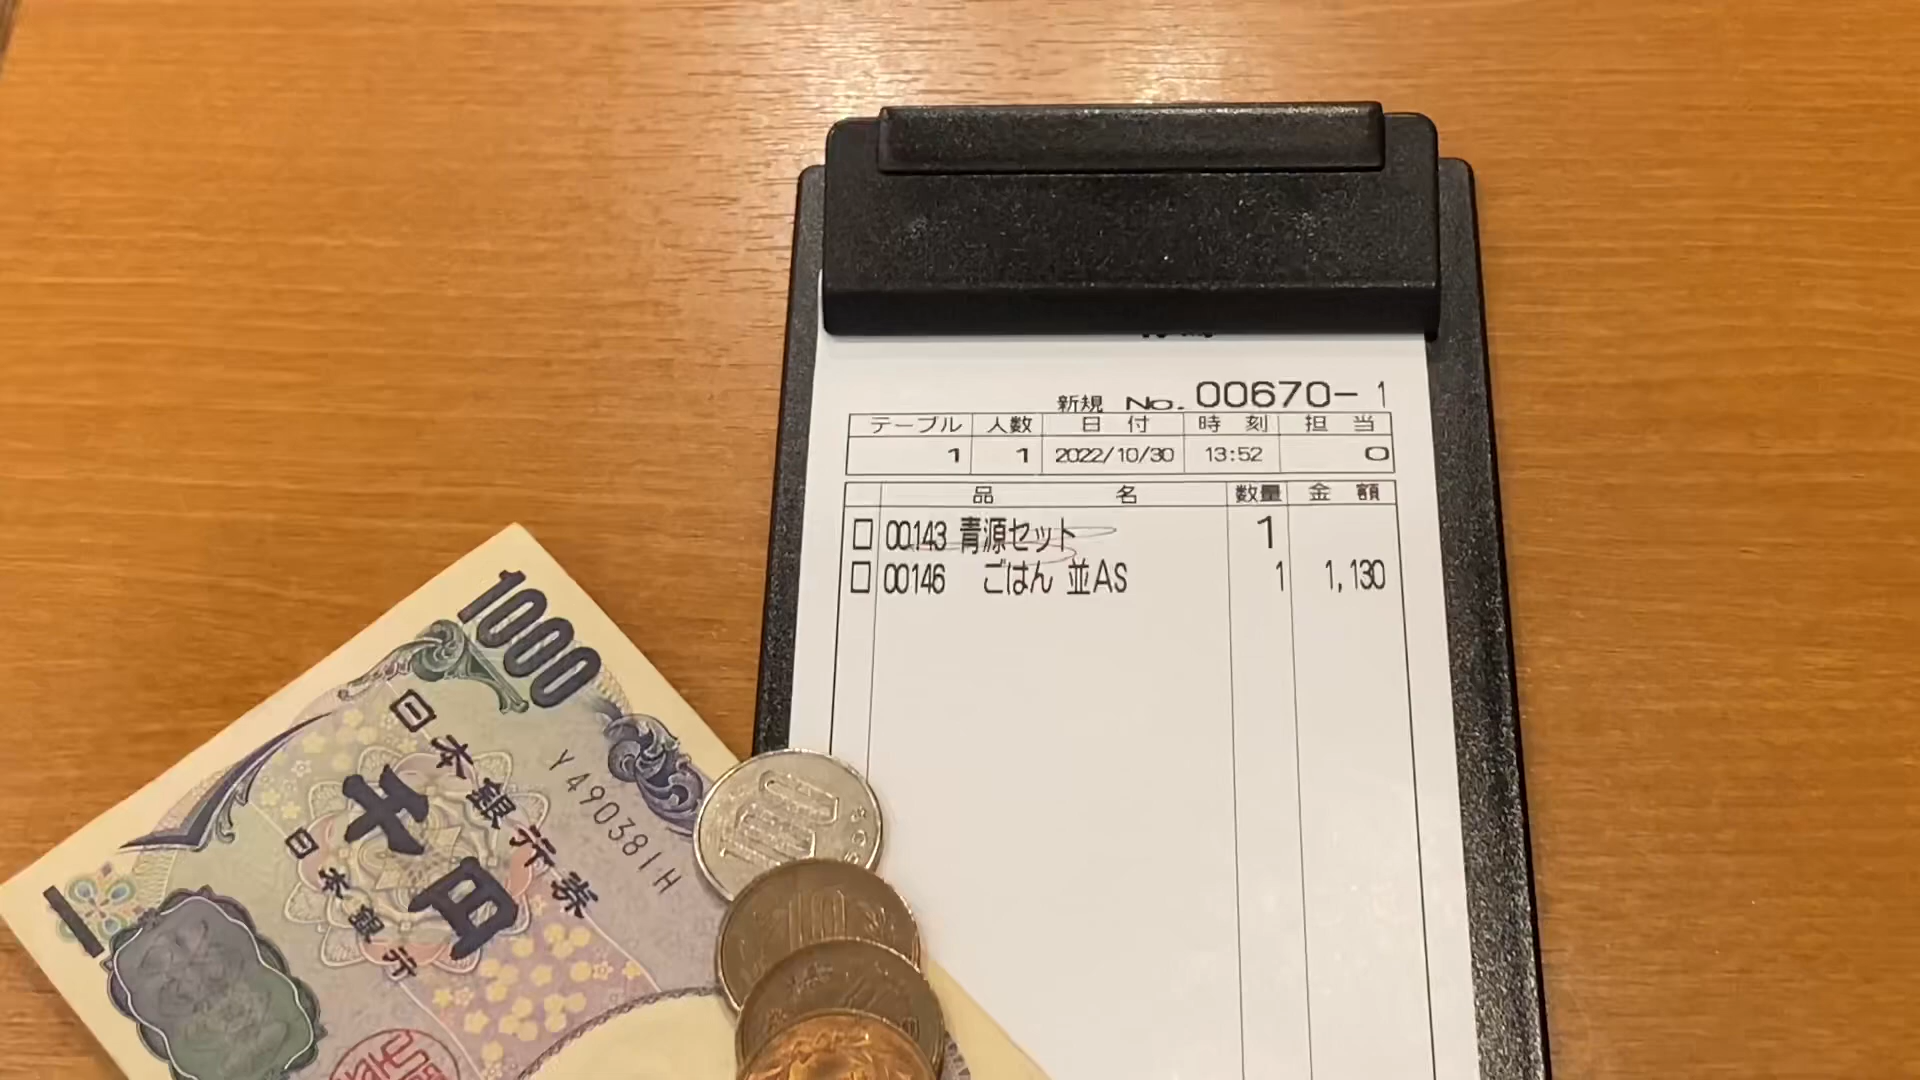 新規 No. 00670- 1
テーブル 人数 日付 時刻 担当
1 1 2022/10/30 13:52 0
品名 数量 金額
□ 00143 青源セット 1
□ 00146 ごはん 並AS 1 1,130
1000
日本銀行券
千円
日本銀行
Y490381H
100
10